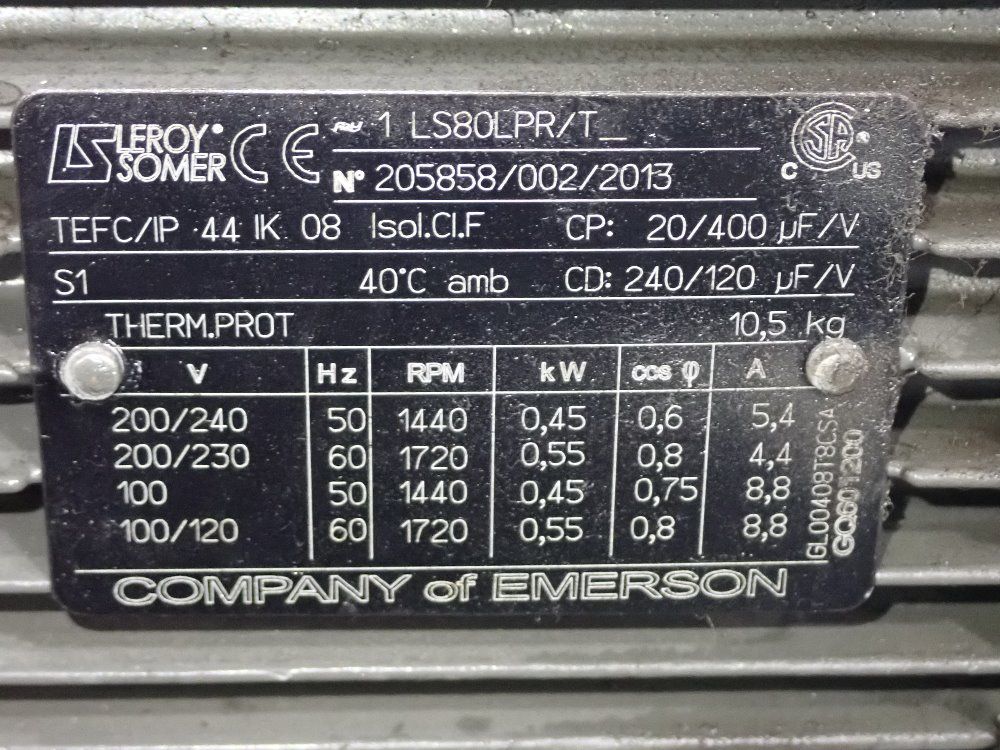 LS LEROY® SOMER CE
~ 1 LS80LPR/T_
N° 205858/002/2013
C SA ® US
TEFC/IP 44 IK 08 Isol.Cl.F CP: 20/400 µF/V
S1 40°C amb CD: 240/120 µF/V
THERM.PROT 10,5 kg
V Hz RPM kW cos φ A
200/240 50 1440 0,45 0,6 5,4
200/230 60 1720 0,55 0,8 4,4
100 50 1440 0,45 0,75 8,8
100/120 60 1720 0,55 0,8 8,8
GL00408T8CSA
GQ601200
COMPANY of EMERSON